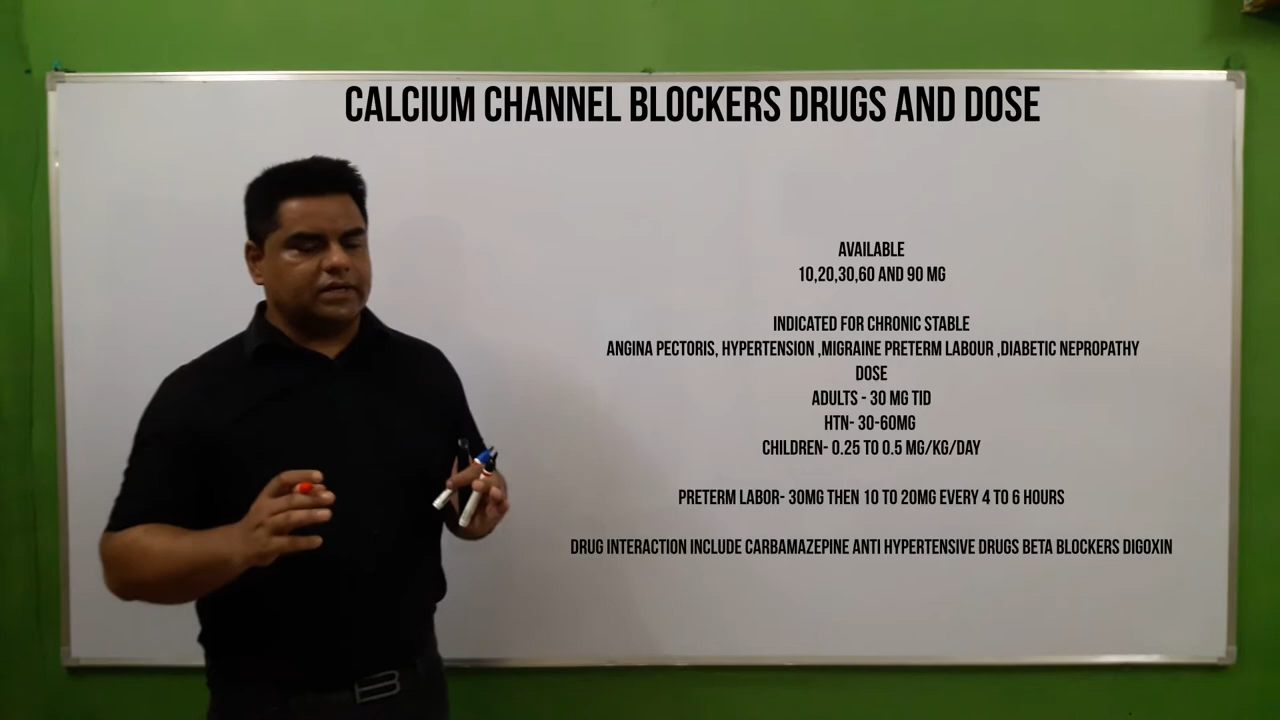 CALCIUM CHANNEL BLOCKERS DRUGS AND DOSE
AVAILABLE
10,20,30,60 AND 90 MG
INDICATED FOR CHRONIC STABLE
ANGINA PECTORIS, HYPERTENSION ,MIGRAINE PRETERM LABOUR ,DIABETIC NEPROPATHY
DOSE
ADULTS - 30 MG TID
HTN- 30-60MG
CHILDREN- 0.25 TO 0.5 MG/KG/DAY
PRETERM LABOR- 30MG THEN 10 TO 20MG EVERY 4 TO 6 HOURS
DRUG INTERACTION INCLUDE CARBAMAZEPINE ANTI HYPERTENSIVE DRUGS BETA BLOCKERS DIGOXIN